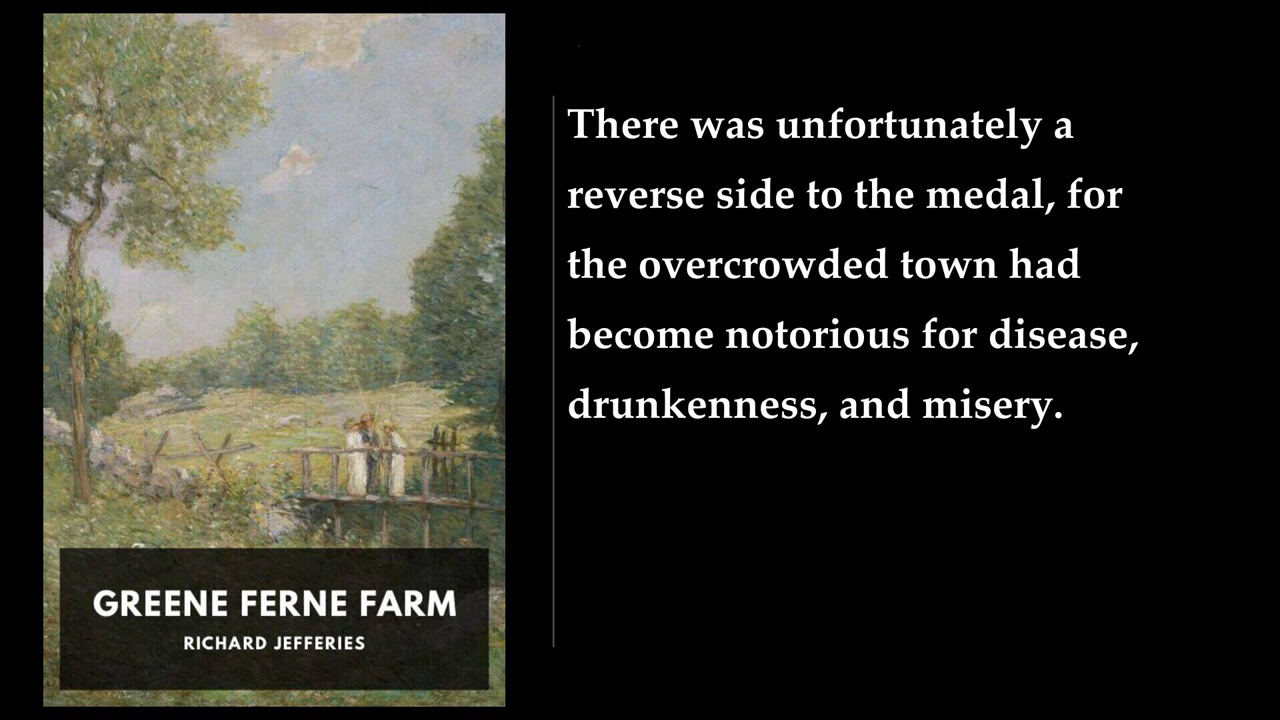 There was unfortunately a
reverse side to the medal, for
the overcrowded town had
become notorious for disease,
drunkenness, and misery.
GREENE FERNE FARM
RICHARD JEFFERIES